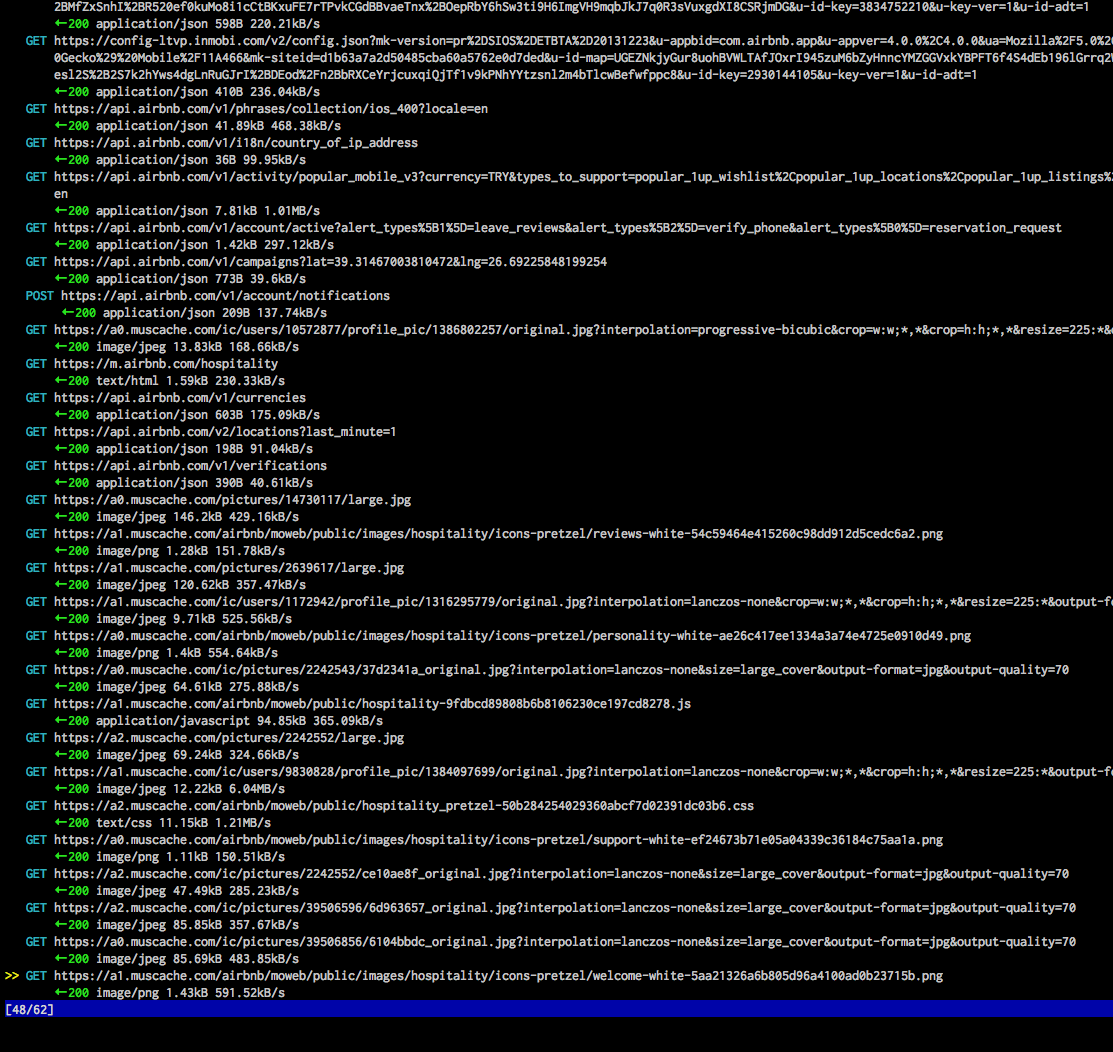 2BMfZxSnhI%2BR520ef0kuMo8i1cCtBKxuFE7rTPvkCGdBBvaeTnx%2BOepRbY6hSw3ti9H6ImgVH9mqbJkJ7q0R3sVuxgdXI8CSRjmDG&u-id-key=3834752210&u-key-ver=1&u-id-adt=1
←200 application/json 598B 220.21kB/s
GET https://config-ltvp.inmobi.com/v2/config.json?mk-version=pr%2DSIOS%2DETBTA%2D20131223&u-appbid=com.airbnb.app&u-appver=4.0.0%2C4.0.0&ua=Mozilla%2F5.0%20
0Gecko%29%20Mobile%2F11A466&mk-siteid=d1b63a7a2d50485cba60a5762e0d7ded&u-id-map=UGEZNkjyGur8uohBVWLTAfJOxrI945zuM6bZyHnncYMZGGVxkYBPFT6f4S4dEb196lGrrq2W
esl2S%2B2S7k2hYws4dgLnRuGJrI%2BDEod%2Fn2BbRXCeYrjcuxqiQjTf1v9kPNhYYtzsnl2m4bTlcwBefwfppc8&u-id-key=2930144105&u-key-ver=1&u-id-adt=1
←200 application/json 410B 236.04kB/s
GET https://api.airbnb.com/v1/phrases/collection/ios_400?locale=en
←200 application/json 41.89kB 468.38kB/s
GET https://api.airbnb.com/v1/i18n/country_of_ip_address
←200 application/json 36B 99.95kB/s
GET https://api.airbnb.com/v1/activity/popular_mobile_v3?currency=TRY&types_to_support=popular_1up_wishlist%2Cpopular_1up_locations%2Cpopular_1up_listings%2
en
←200 application/json 7.81kB 1.01MB/s
GET https://api.airbnb.com/v1/account/active?alert_types%5B1%5D=leave_reviews&alert_types%5B2%5D=verify_phone&alert_types%5B0%5D=reservation_request
←200 application/json 1.42kB 297.12kB/s
GET https://api.airbnb.com/v1/campaigns?lat=39.31467003810472&lng=26.69225848199254
←200 application/json 773B 39.6kB/s
POST https://api.airbnb.com/v1/account/notifications
←200 application/json 209B 137.74kB/s
GET https://a0.muscache.com/ic/users/10572877/profile_pic/1386802257/original.jpg?interpolation=progressive-bicubic&crop=w:w;*,*&crop=h:h;*,*&resize=225:*&o
←200 image/jpeg 13.83kB 168.66kB/s
GET https://m.airbnb.com/hospitality
←200 text/html 1.59kB 230.33kB/s
GET https://api.airbnb.com/v1/currencies
←200 application/json 603B 175.09kB/s
GET https://api.airbnb.com/v2/locations?last_minute=1
←200 application/json 198B 91.04kB/s
GET https://api.airbnb.com/v1/verifications
←200 application/json 390B 40.61kB/s
GET https://a0.muscache.com/pictures/14730117/large.jpg
←200 image/jpeg 146.2kB 429.16kB/s
GET https://a1.muscache.com/airbnb/moweb/public/images/hospitality/icons-pretzel/reviews-white-54c59464e415260c98dd912d5cedc6a2.png
←200 image/png 1.28kB 151.78kB/s
GET https://a1.muscache.com/pictures/2639617/large.jpg
←200 image/jpeg 120.62kB 357.47kB/s
GET https://a1.muscache.com/ic/users/1172942/profile_pic/1316295779/original.jpg?interpolation=lanczos-none&crop=w:w;*,*&crop=h:h;*,*&resize=225:*&output-fo
←200 image/jpeg 9.71kB 525.56kB/s
GET https://a0.muscache.com/airbnb/moweb/public/images/hospitality/icons-pretzel/personality-white-ae26c417ee1334a3a74e4725e0910d49.png
←200 image/png 1.4kB 554.64kB/s
GET https://a0.muscache.com/ic/pictures/2242543/37d2341a_original.jpg?interpolation=lanczos-none&size=large_cover&output-format=jpg&output-quality=70
←200 image/jpeg 64.61kB 275.88kB/s
GET https://a1.muscache.com/airbnb/moweb/public/hospitality-9fdbcd89808b6b8106230ce197cd8278.js
←200 application/javascript 94.85kB 365.09kB/s
GET https://a2.muscache.com/pictures/2242552/large.jpg
←200 image/jpeg 69.24kB 324.66kB/s
GET https://a1.muscache.com/ic/users/9830828/profile_pic/1384097699/original.jpg?interpolation=lanczos-none&crop=w:w;*,*&crop=h:h;*,*&resize=225:*&output-fo
←200 image/jpeg 12.22kB 6.04MB/s
GET https://a2.muscache.com/airbnb/moweb/public/hospitality_pretzel-50b284254029360abcf7d02391dc03b6.css
←200 text/css 11.15kB 1.21MB/s
GET https://a0.muscache.com/airbnb/moweb/public/images/hospitality/icons-pretzel/support-white-ef24673b71e05a04339c36184c75aa1a.png
←200 image/png 1.11kB 150.51kB/s
GET https://a2.muscache.com/ic/pictures/2242552/ce10ae8f_original.jpg?interpolation=lanczos-none&size=large_cover&output-format=jpg&output-quality=70
←200 image/jpeg 47.49kB 285.23kB/s
GET https://a2.muscache.com/ic/pictures/39506596/6d963657_original.jpg?interpolation=lanczos-none&size=large_cover&output-format=jpg&output-quality=70
←200 image/jpeg 85.85kB 357.67kB/s
GET https://a0.muscache.com/ic/pictures/39506856/6104bbdc_original.jpg?interpolation=lanczos-none&size=large_cover&output-format=jpg&output-quality=70
←200 image/jpeg 85.69kB 483.85kB/s
>> GET https://a1.muscache.com/airbnb/moweb/public/images/hospitality/icons-pretzel/welcome-white-5aa21326a6b805d96a4100ad0b23715b.png
←200 image/png 1.43kB 591.52kB/s
[48/62]